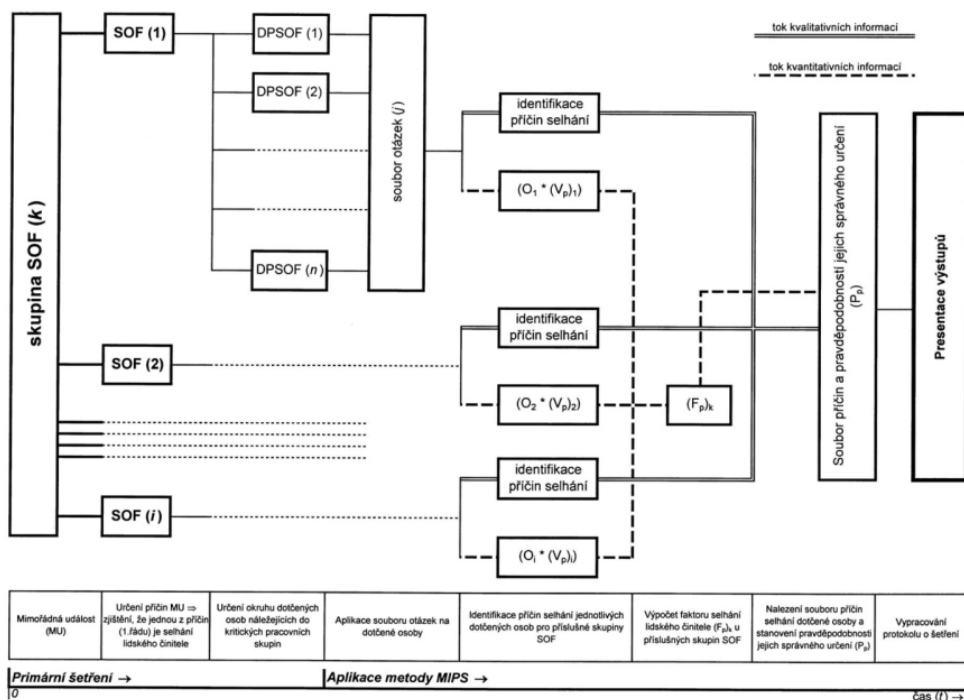 tok kvalitativních informací
tok kvantitativních informací
skupina SOF (k)
SOF (1)
DPSOF (1)
DPSOF (2)
DPSOF (n)
soubor otázek (j)
identifikace
příčin selhání
(O₁ * (Vₚ)₁)
SOF (2)
identifikace
příčin selhání
(O₂ * (Vₚ)₂)
(Fₚ)ₖ
SOF (i)
identifikace
příčin selhání
(Oᵢ * (Vₚ)ᵢ)
Soubor příčin a pravděpodobností jejich správného určení
(Pₚ)
Presentace výstupů
Mimořádná událost
(MU)
Určení příčin MU ⇒
zjištění, že jednou z příčin
(1.řádu) je selhání
lidského činitele
Určení okruhu dotčených
osob náležejících do
kritických pracovních
skupin
Aplikace souboru otázek na
dotčené osoby
Identifikace příčin selhání jednotlivých
dotčených osob pro příslušné skupiny
SOF
Výpočet faktoru selhání
lidského činitele (Fₚ)ₖ u
příslušných skupin SOF
Nalezení souboru příčin
selhání dotčené osoby a
stanovení pravděpodobnosti
jejich správného určení (Pₚ)
Vypracování
protokolu o šetření
Primární šetření →
Aplikace metody MIPS →
0
čas (t) →